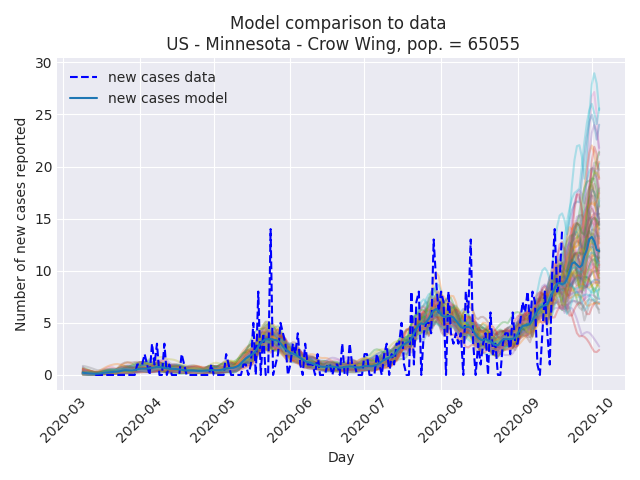 Model comparison to data
US - Minnesota - Crow Wing, pop. = 65055
new cases data
new cases model
Number of new cases reported
30
25
20
15
10
5
0
2020-03
2020-04
2020-05
2020-06
2020-07
2020-08
2020-09
2020-10
Day